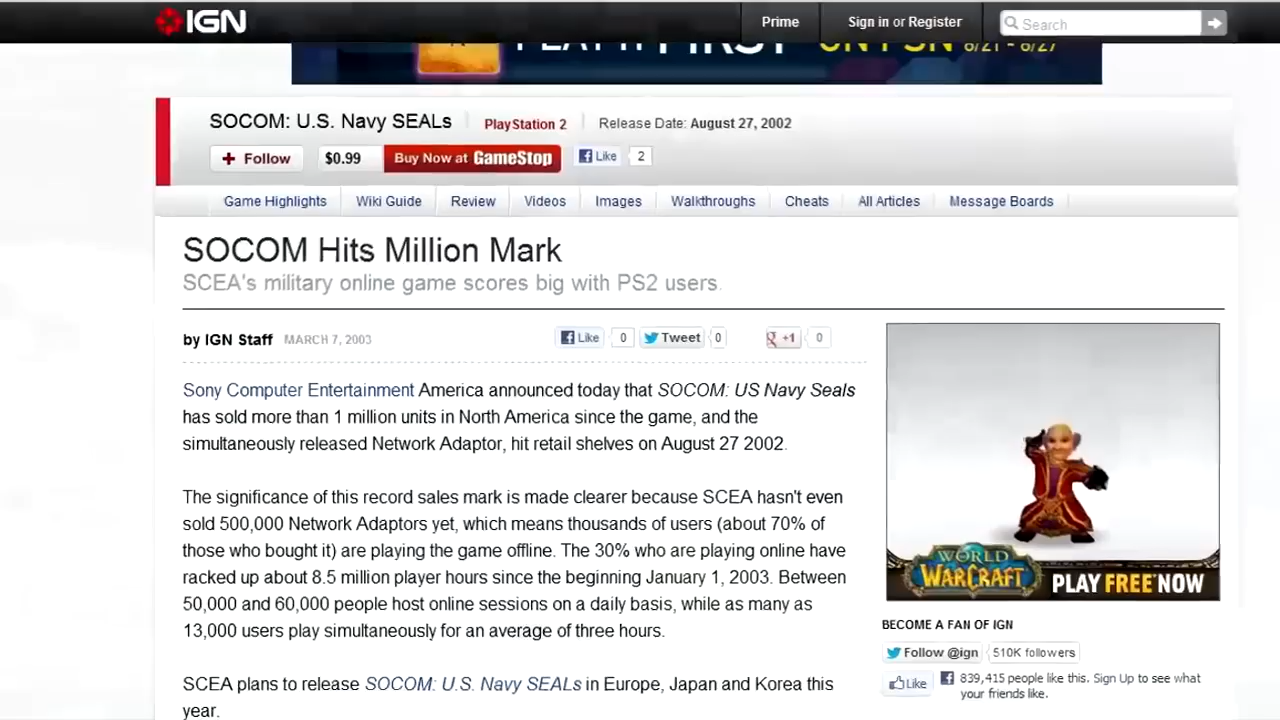 IGN
Prime
Sign in or Register
Search
PLAY IT FIRST ON PSN 8/21 - 8/27
SOCOM: U.S. Navy SEALs
PlayStation 2
Release Date: August 27, 2002
+ Follow
$0.99
Buy Now at GameStop
Like
2
Game Highlights
Wiki Guide
Review
Videos
Images
Walkthroughs
Cheats
All Articles
Message Boards
SOCOM Hits Million Mark
SCEA's military online game scores big with PS2 users.
by IGN Staff MARCH 7, 2003
Like 0
Tweet 0
+1 0
Sony Computer Entertainment America announced today that SOCOM: US Navy Seals
has sold more than 1 million units in North America since the game, and the
simultaneously released Network Adaptor, hit retail shelves on August 27 2002.
The significance of this record sales mark is made clearer because SCEA hasn't even
sold 500,000 Network Adaptors yet, which means thousands of users (about 70% of
those who bought it) are playing the game offline. The 30% who are playing online have
racked up about 8.5 million player hours since the beginning January 1, 2003. Between
50,000 and 60,000 people host online sessions on a daily basis, while as many as
13,000 users play simultaneously for an average of three hours.
SCEA plans to release SOCOM: U.S. Navy SEALs in Europe, Japan and Korea this
year.
WORLD
WARCRAFT
PLAY FREE* NOW
BECOME A FAN OF IGN
Follow @ign
510K followers
Like
839,415 people like this. Sign Up to see what
your friends like.